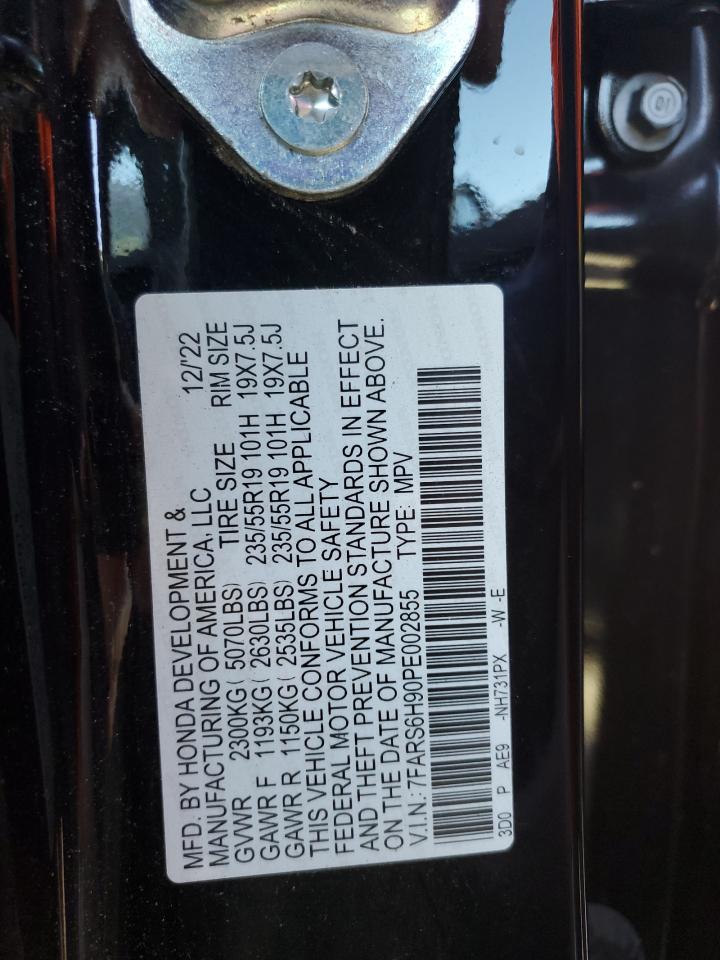 MFD. BY HONDA DEVELOPMENT & 12/'22
MANUFACTURING OF AMERICA, LLC
GVWR 2300KG( 5070LBS) TIRE SIZE RIM SIZE
GAWR F 1193KG( 2630LBS) 235/55R19 101H 19X7.5J
GAWR R 1150KG( 2535LBS) 235/55R19 101H 19X7.5J
THIS VEHICLE CONFORMS TO ALL APPLICABLE
FEDERAL MOTOR VEHICLE SAFETY
AND THEFT PREVENTION STANDARDS IN EFFECT
ON THE DATE OF MANUFACTURE SHOWN ABOVE.
V.I.N.: 7FARS6H90PE002855 TYPE: MPV
3D0 P AE9 -NH731PX -W -E